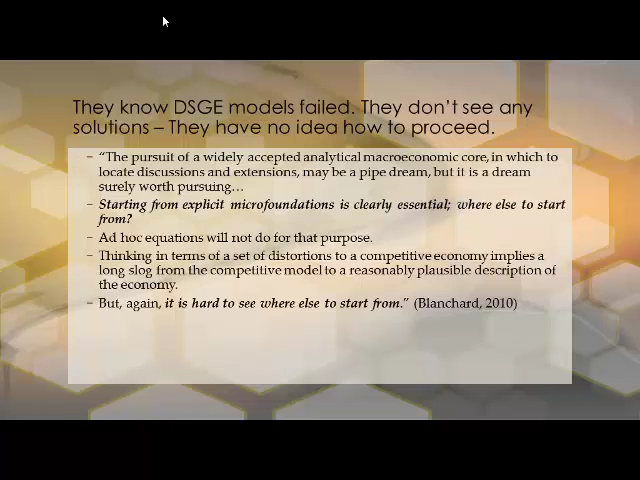 They know DSGE models failed. They don't see any
solutions – They have no idea how to proceed.
– "The pursuit of a widely accepted analytical macroeconomic core, in which to
locate discussions and extensions, may be a pipe dream, but it is a dream
surely worth pursuing…
– Starting from explicit microfoundations is clearly essential; where else to start
from?
– Ad hoc equations will not do for that purpose.
– Thinking in terms of a set of distortions to a competitive economy implies a
long slog from the competitive model to a reasonably plausible description of
the economy.
– But, again, it is hard to see where else to start from." (Blanchard, 2010)